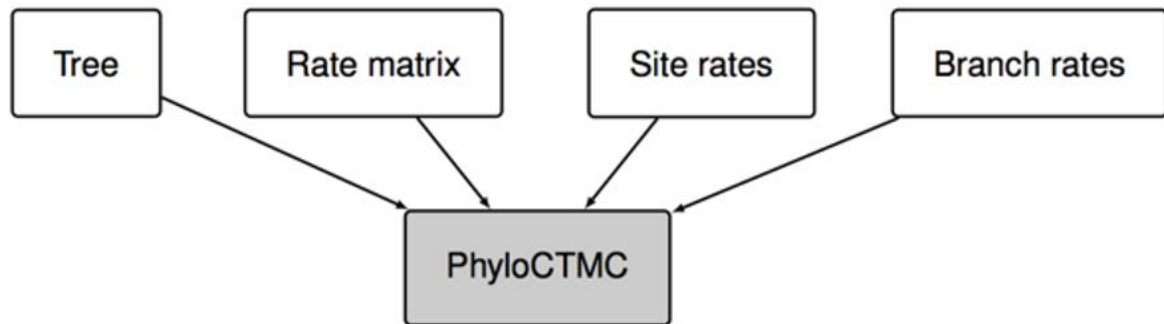 Tree
Rate matrix
Site rates
Branch rates
PhyloCTMC